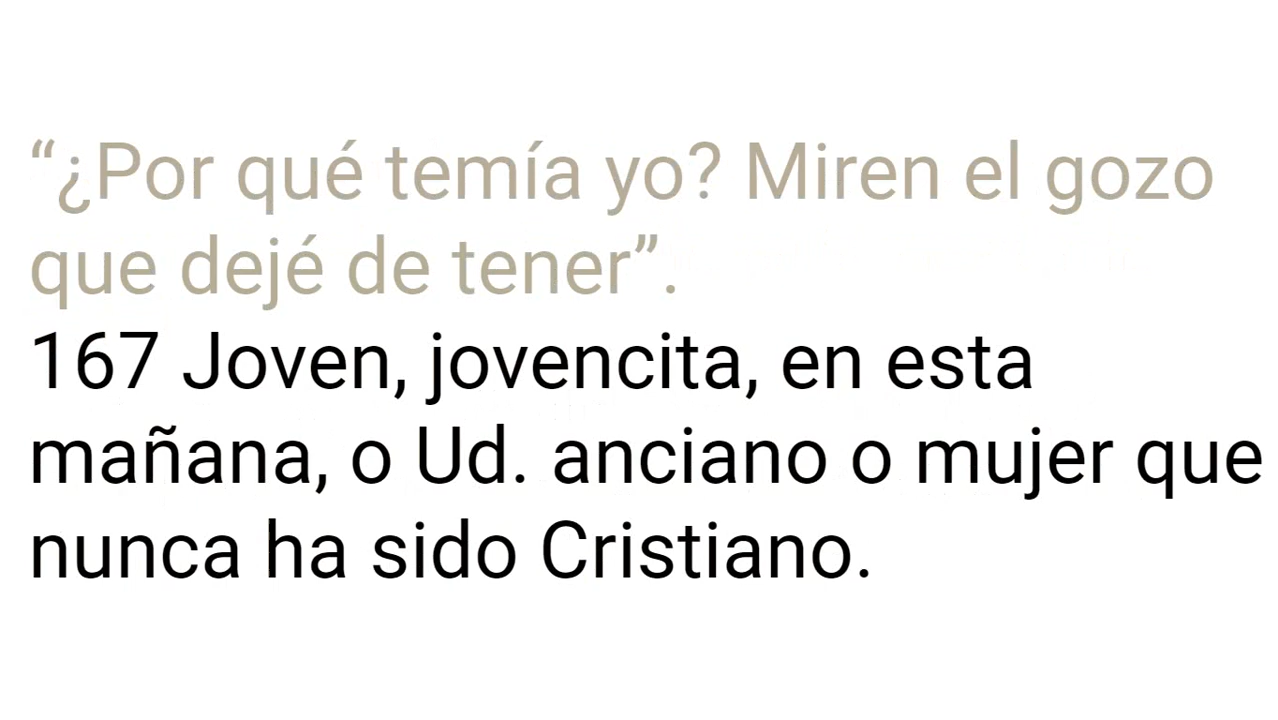 “¿Por qué temía yo? Miren el gozo
que dejé de tener”.
167 Joven, jovencita, en esta
mañana, o Ud. anciano o mujer que
nunca ha sido Cristiano.